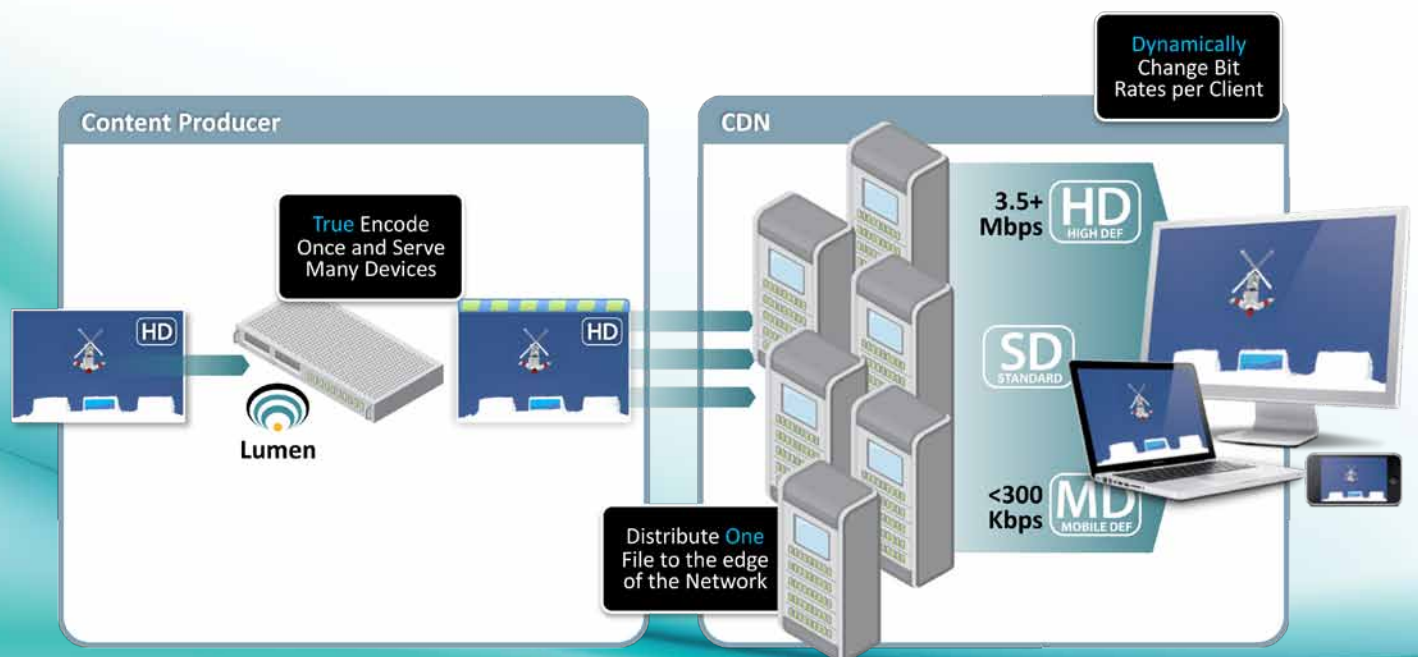 Dynamically
Change Bit
Rates per Client
Content Producer
CDN
True Encode
Once and Serve
Many Devices
HD
HD
Lumen
Distribute One
File to the edge
of the Network
3.5+
Mbps
HD
HIGH DEF
SD
STANDARD
<300
Kbps
MD
MOBILE DEF